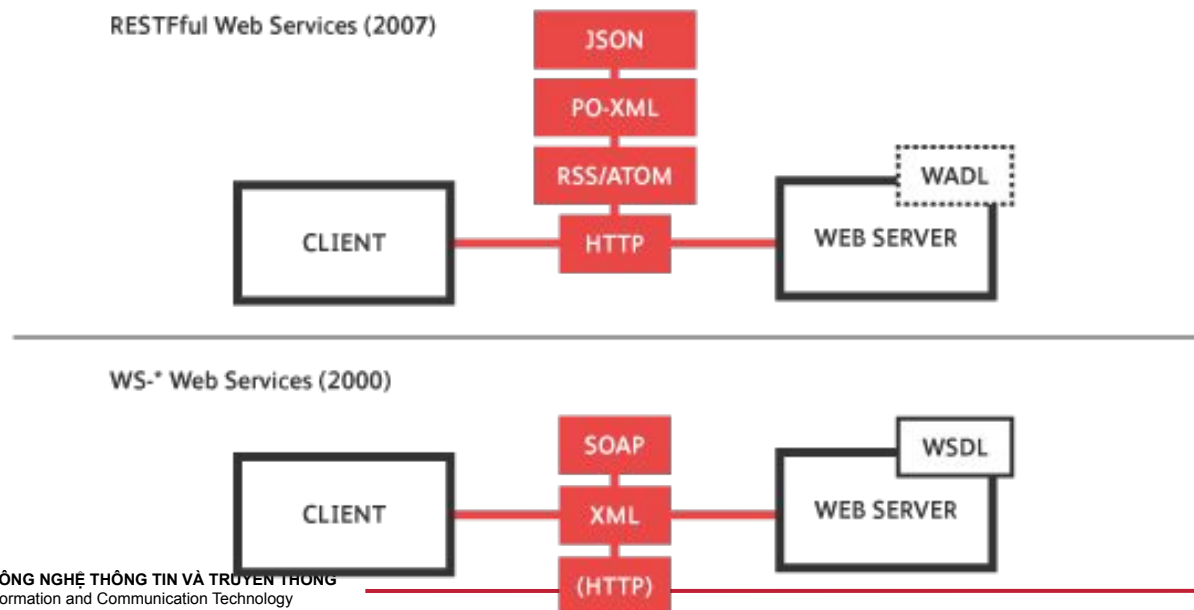 RESTFful Web Services (2007)
JSON
PO-XML
RSS/ATOM
WADL
CLIENT
HTTP
WEB SERVER
WS-* Web Services (2000)
SOAP
WSDL
CLIENT
XML
WEB SERVER
(HTTP)
ÔNG NGHỆ THÔNG TIN VÀ TRUYỀN THÔNG
ormation and Communication Technology